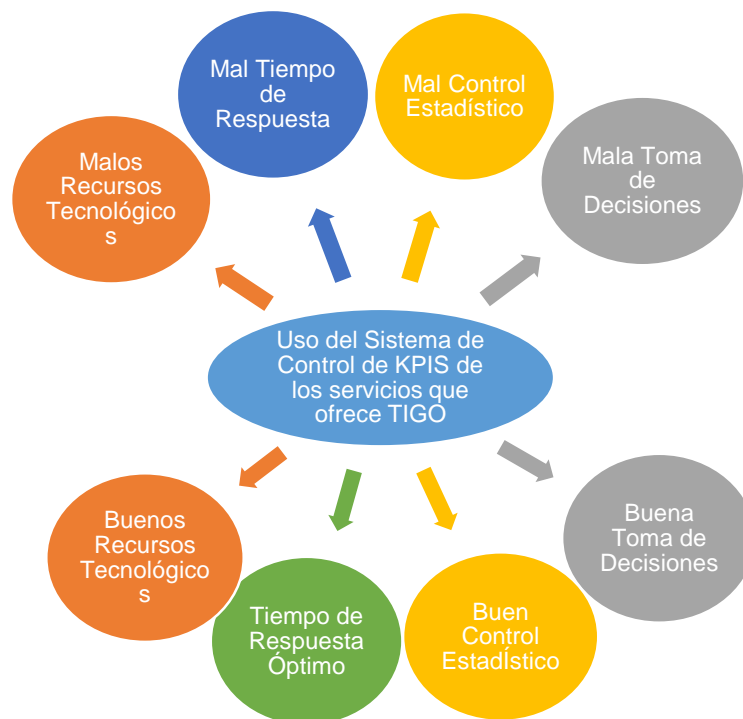 Mal Tiempo
de
Respuesta
Mal Control
Estadístico
Malos
Recursos
Tecnológico
s
Mala Toma
de
Decisiones
Uso del Sistema de
Control de KPIS de
los servicios que
ofrece TIGO
Buenos
Recursos
Tecnológico
s
Tiempo de
Respuesta
Óptimo
Buen
Control
EstadÍstico
Buena
Toma de
Decisiones